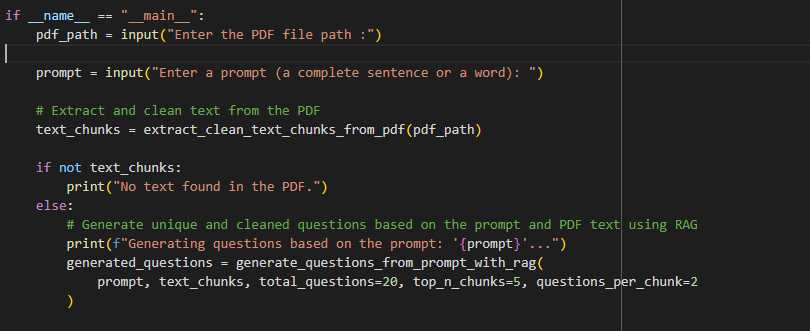 if __name__ == "__main__":
    pdf_path = input("Enter the PDF file path :")
    prompt = input("Enter a prompt (a complete sentence or a word): ")
    # Extract and clean text from the PDF
    text_chunks = extract_clean_text_chunks_from_pdf(pdf_path)
    if not text_chunks:
        print("No text found in the PDF.")
    else:
        # Generate unique and cleaned questions based on the prompt and PDF text using RAG
        print(f"Generating questions based on the prompt: '{prompt}'...")
        generated_questions = generate_questions_from_prompt_with_rag(
            prompt, text_chunks, total_questions=20, top_n_chunks=5, questions_per_chunk=2
        )